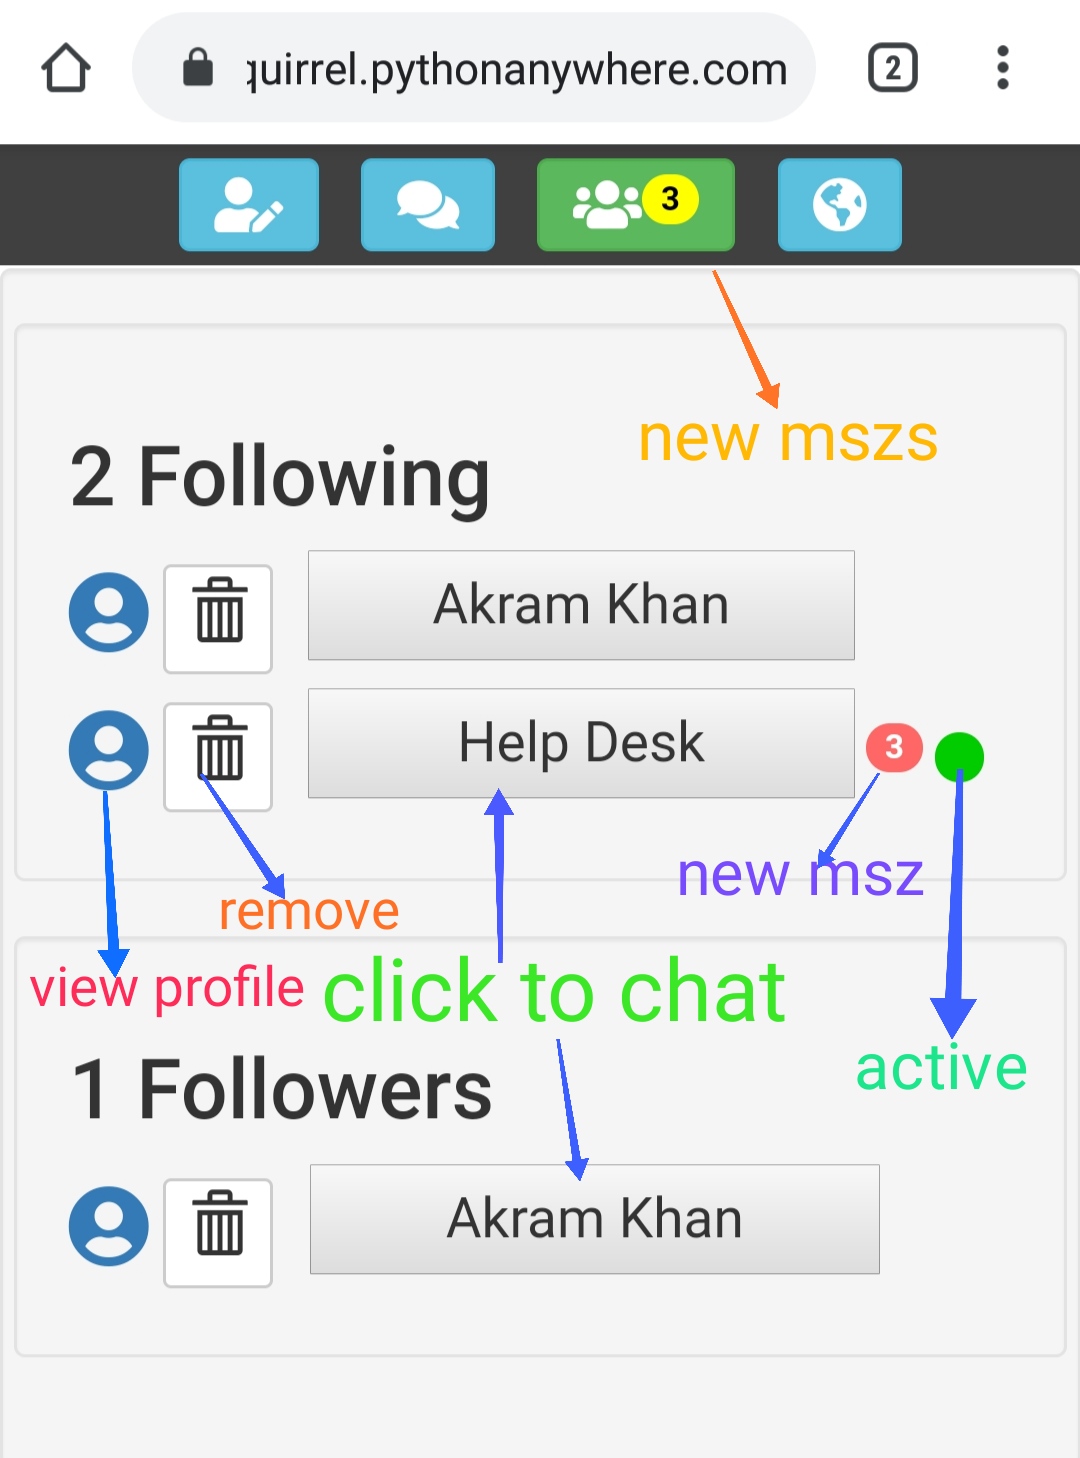 quirrel.pythonanywhere.com
2
3
new mszs
2 Following
Akram Khan
Help Desk
3
new msz
remove
view profile
click to chat
active
1 Followers
Akram Khan